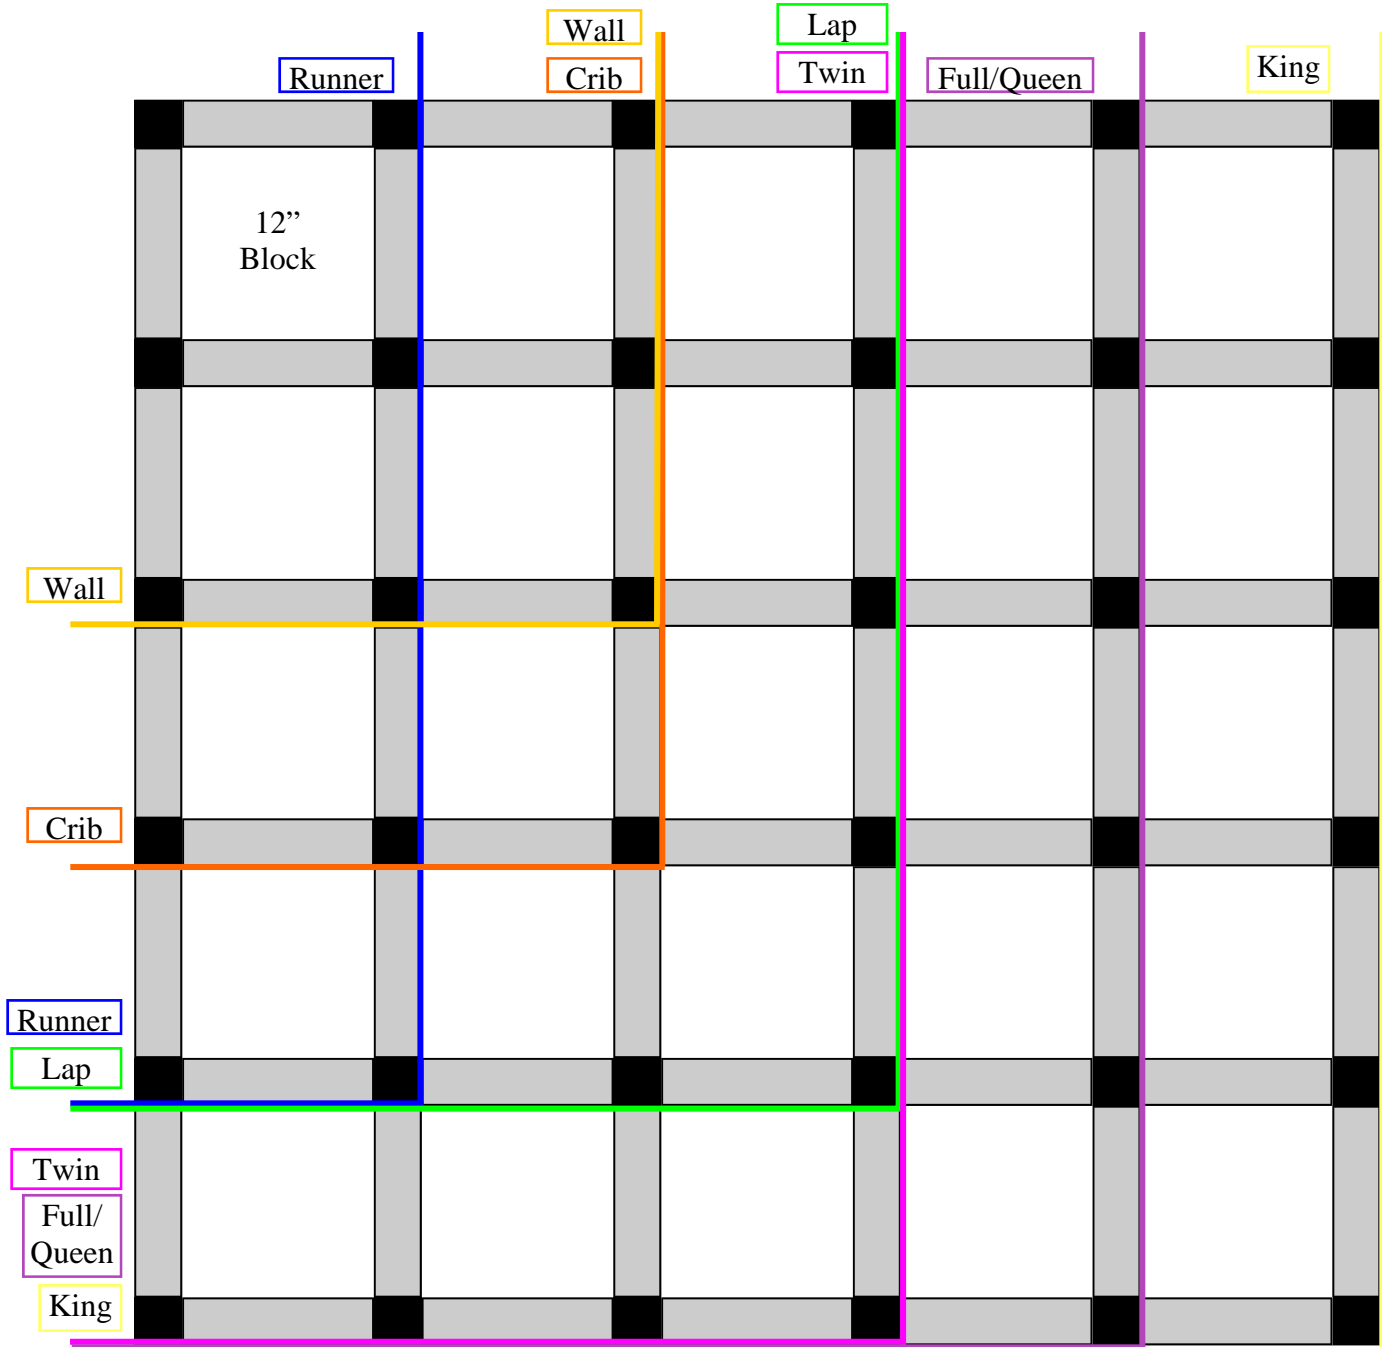 Wall
Lap
Runner
Crib
Twin
Full/Queen
King
12”
Block
Wall
Crib
Runner
Lap
Twin
Full/
Queen
King